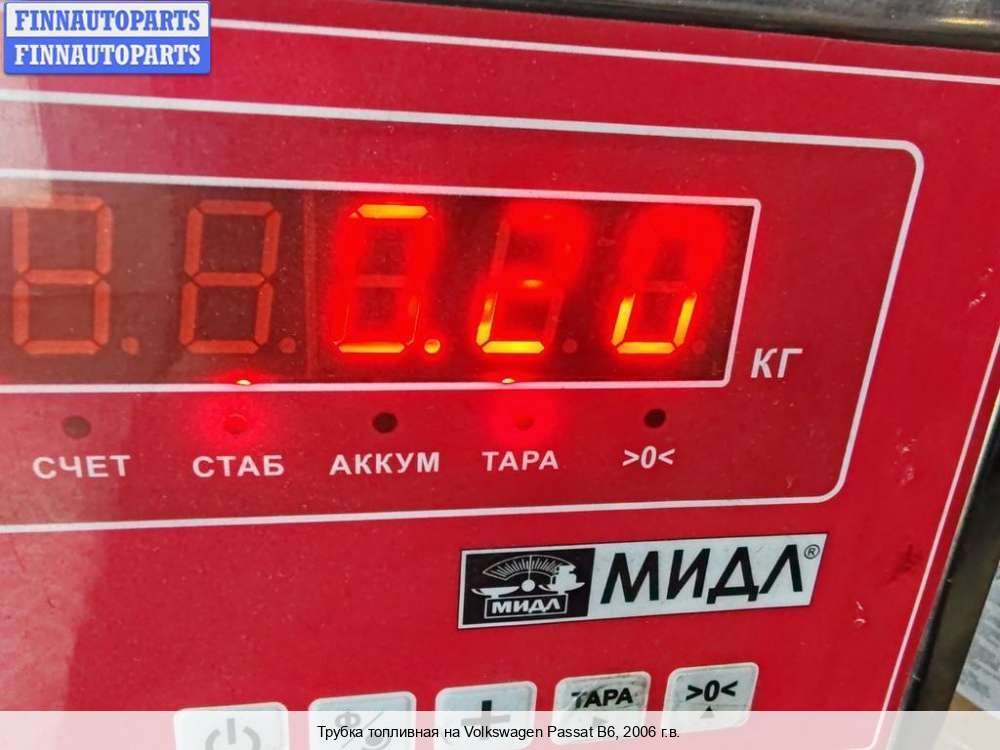 FINNAUTOPARTS
FINNAUTOPARTS
КГ
СЧЕТ СТАБ АККУМ ТАРА >0<
МИДЛ МИДЛ®
ТАРА >0<
Трубка топливная на Volkswagen Passat B6, 2006 г.в.